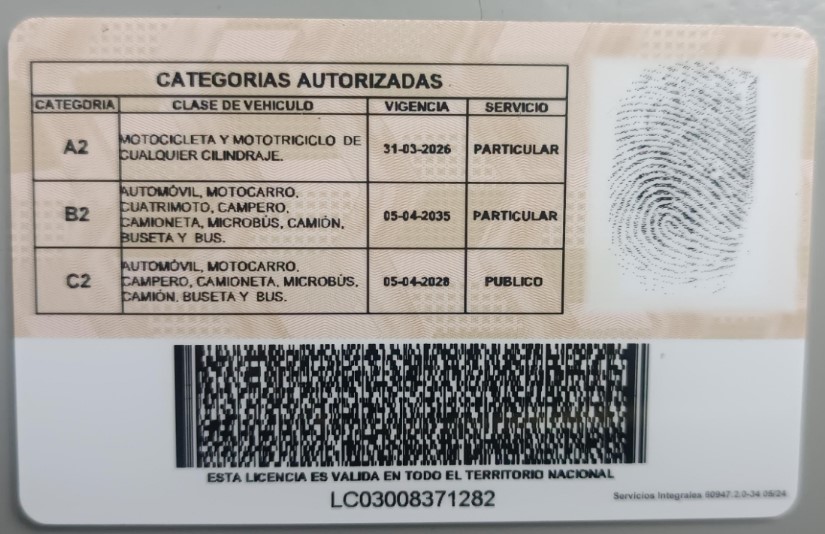 CATEGORIAS AUTORIZADAS
CATEGORIA CLASE DE VEHICULO VIGENCIA SERVICIO
A2 MOTOCICLETA Y MOTOTRICICLO DE CUALQUIER CILINDRAJE. 31-03-2026 PARTICULAR
B2 AUTOMÓVIL, MOTOCARRO, CUATRIMOTO, CAMPERO, CAMIONETA, MICROBÚS, CAMIÓN, BUSETA Y BUS. 05-04-2035 PARTICULAR
C2 AUTOMÓVIL, MOTOCARRO, CAMPERO, CAMIONETA, MICROBÚS, CAMIÓN, BUSETA Y BUS. 05-04-2028 PUBLICO
ESTA LICENCIA ES VALIDA EN TODO EL TERRITORIO NACIONAL
LC03008371282
Servicios Integrales